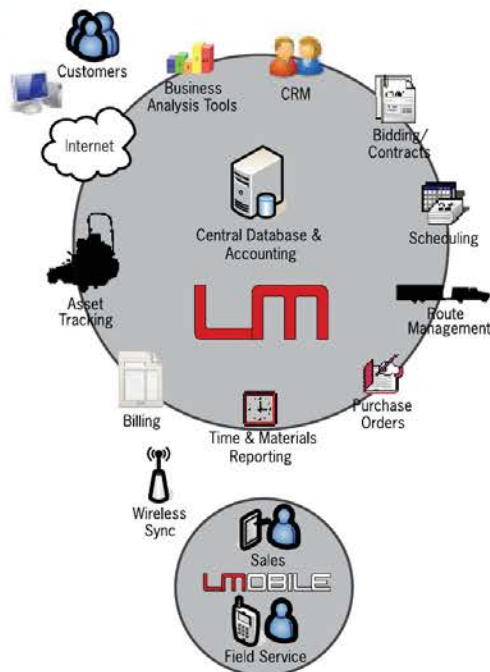 Customers
Business
Analysis Tools
CRM
Bidding/
Contracts
Internet
Central Database &
Accounting
Scheduling
LM
Asset
Tracking
Route
Management
Billing
Time & Materials
Reporting
Purchase
Orders
Wireless
Sync
Sales
LMOBILE
Field Service